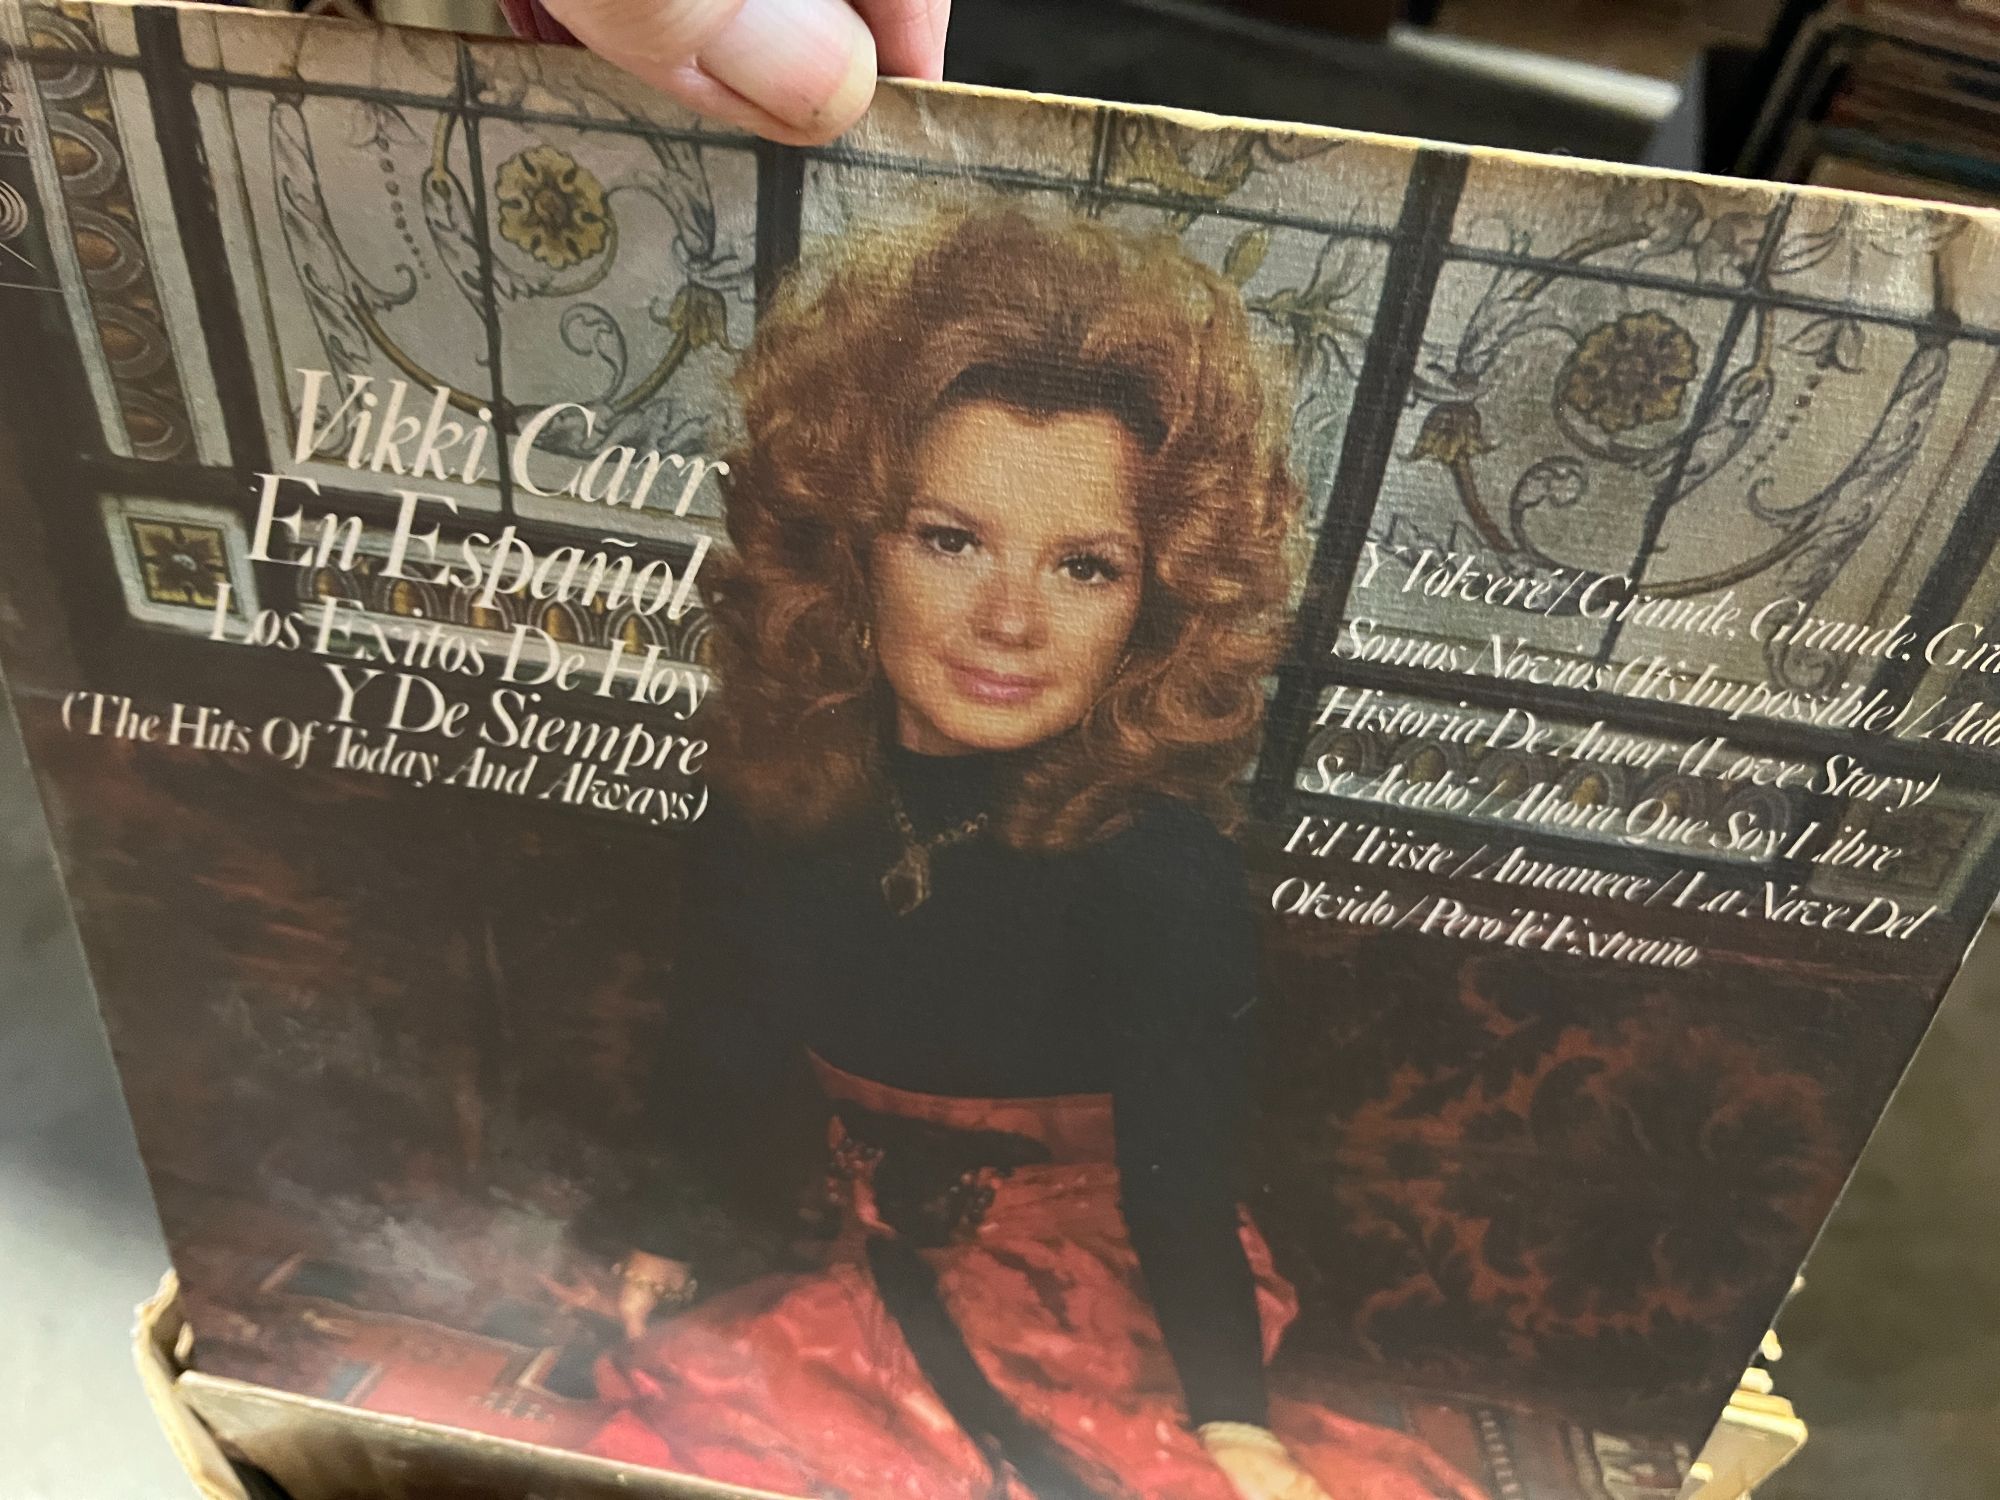 Vikki Carr
En Español
Los Exitos De Hoy
Y De Siempre
(The Hits Of Today And Always)
Y Volveré / Grande, Grande,
Somos Novios (It's Impossible) /
Historia De Amor (Love Story)
Se Acabó / Ahora Que Soy Libre
El Triste / Amanece / La Nave Del
Olvido / Pero Te Extraño